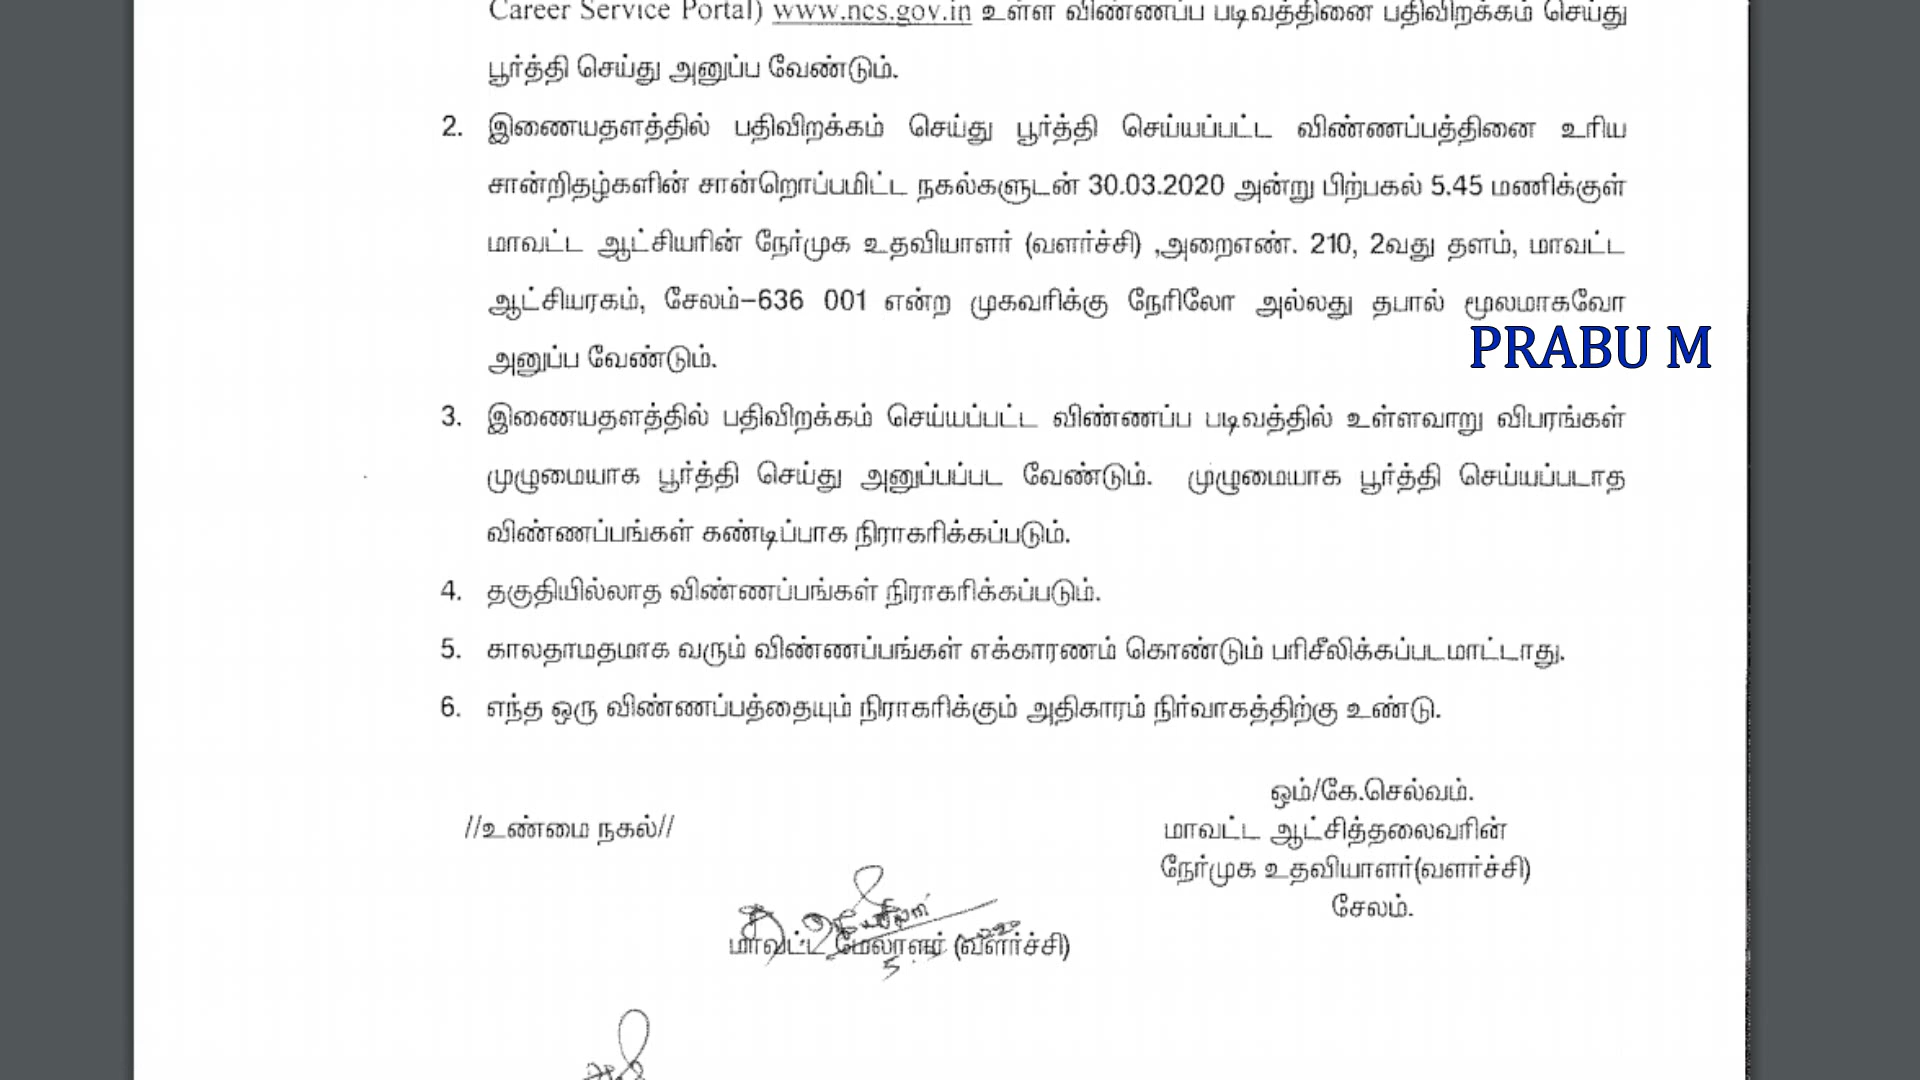 Career Service Portal) www.ncs.gov.in உள்ள விண்ணப்ப படிவத்தினை பதிவிறக்கம் செய்து
பூர்த்தி செய்து அனுப்ப வேண்டும்.
2. இணையதளத்தில் பதிவிறக்கம் செய்து பூர்த்தி செய்யப்பட்ட விண்ணப்பத்தினை உரிய
சான்றிதழ்களின் சான்றொப்பமிட்ட நகல்களுடன் 30.03.2020 அன்று பிற்பகல் 5.45 மணிக்குள்
மாவட்ட ஆட்சியரின் நேர்முக உதவியாளர் (வளர்ச்சி) ,அறைஎண். 210, 2வது தளம், மாவட்ட
ஆட்சியரகம், சேலம்–636 001 என்ற முகவரிக்கு நேரிலோ அல்லது தபால் மூலமாகவோ
PRABU M
அனுப்ப வேண்டும்.
3. இணையதளத்தில் பதிவிறக்கம் செய்யப்பட்ட விண்ணப்ப படிவத்தில் உள்ளவாறு விபரங்கள்
முழுமையாக பூர்த்தி செய்து அனுப்பப்பட வேண்டும். முழுமையாக பூர்த்தி செய்யப்படாத
விண்ணப்பங்கள் கண்டிப்பாக நிராகரிக்கப்படும்.
4. தகுதியில்லாத விண்ணப்பங்கள் நிராகரிக்கப்படும்.
5. காலதாமதமாக வரும் விண்ணப்பங்கள் எக்காரணம் கொண்டும் பரிசீலிக்கப்படமாட்டாது.
6. எந்த ஒரு விண்ணப்பத்தையும் நிராகரிக்கும் அதிகாரம் நிர்வாகத்திற்கு உண்டு.
ஒம்/கே.செல்வம்.
//உண்மை நகல்//
மாவட்ட ஆட்சித்தலைவரின்
நேர்முக உதவியாளர்(வளர்ச்சி)
சேலம்.
மாவட்ட மேலாளர் (வளர்ச்சி)